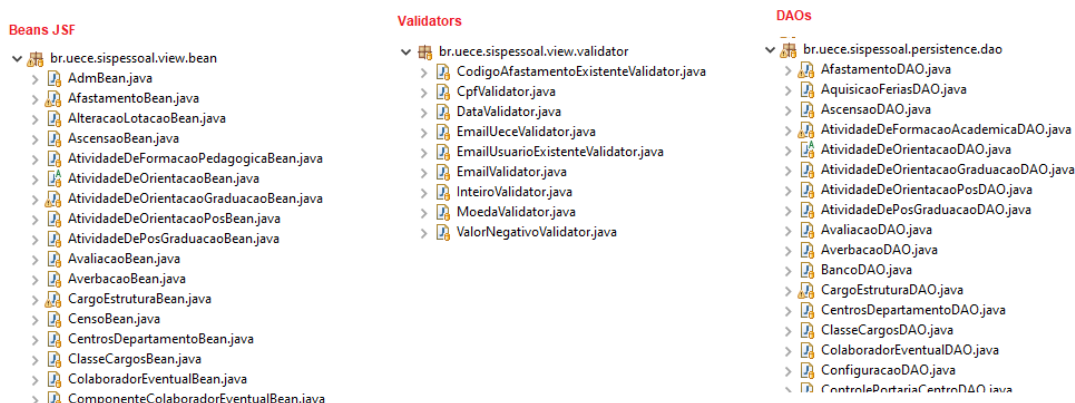 Beans JSF
br.uece.sispessoal.view.bean
AdmBean.java
AfastamentoBean.java
AlteracaoLotacaoBean.java
AscensaoBean.java
AtividadeDeFormacaoPedagogicaBean.java
AtividadeDeOrientacaoBean.java
AtividadeDeOrientacaoGraduacaoBean.java
AtividadeDeOrientacaoPosBean.java
AtividadeDePosGraduacaoBean.java
AvaliacaoBean.java
AverbacaoBean.java
CargoEstruturaBean.java
CensoBean.java
CentrosDepartamentoBean.java
ClasseCargosBean.java
ColaboradorEventualBean.java
ComponenteColaboradorEventualBean.java
Validators
br.uece.sispessoal.view.validator
CodigoAfastamentoExistenteValidator.java
CpfValidator.java
DataValidator.java
EmailUeceValidator.java
EmailUsuarioExistenteValidator.java
EmailValidator.java
InteiroValidator.java
MoedaValidator.java
ValorNegativoValidator.java
DAOs
br.uece.sispessoal.persistence.dao
AfastamentoDAO.java
AquisicaoFeriasDAO.java
AscensaoDAO.java
AtividadeDeFormacaoAcademicaDAO.java
AtividadeDeOrientacaoDAO.java
AtividadeDeOrientacaoGraduacaoDAO.java
AtividadeDeOrientacaoPosDAO.java
AtividadeDePosGraduacaoDAO.java
AvaliacaoDAO.java
AverbacaoDAO.java
BancoDAO.java
CargoEstruturaDAO.java
CentrosDepartamentoDAO.java
ClasseCargosDAO.java
ColaboradorEventualDAO.java
ConfiguracaoDAO.java
ControlePortariaCentroDAO.java